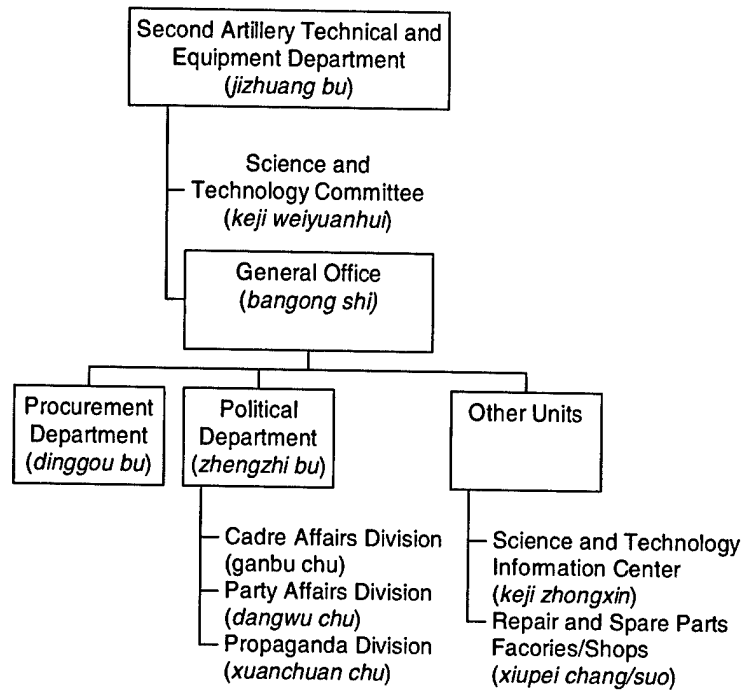 Second Artillery Technical and
Equipment Department
(jizhuang bu)
Science and
Technology Committee
(keji weiyuanhui)
General Office
(bangong shi)
Procurement
Department
(dinggou bu)
Political
Department
(zhengzhi bu)
Other Units
Cadre Affairs Division
(ganbu chu)
Party Affairs Division
(dangwu chu)
Propaganda Division
(xuanchuan chu)
Science and Technology
Information Center
(keji zhongxin)
Repair and Spare Parts
Facories/Shops
(xiupei chang/suo)